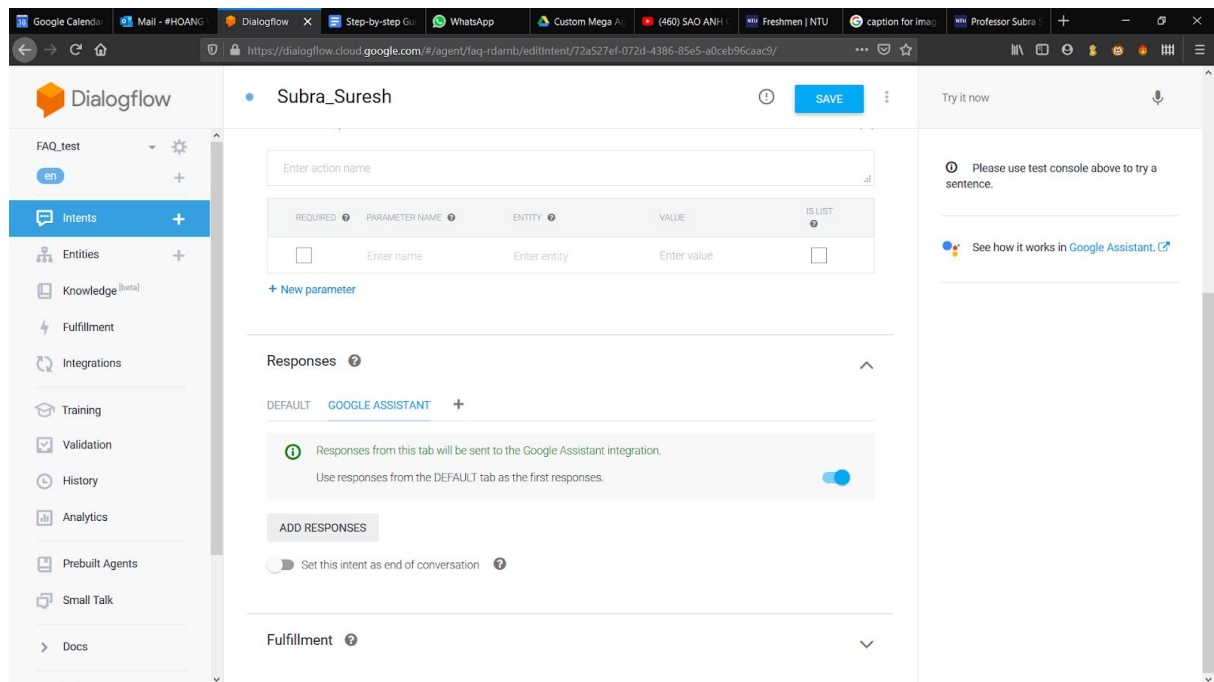 Google Calendar
Mail - #HOANG
Dialogflow
Step-by-step Gui
WhatsApp
Custom Mega Ag
(460) SAO ANH
Freshmen | NTU
caption for imag
Professor Subra S
https://dialogflow.cloud.google.com/#/agent/faq-rdarnb/editIntent/72a527ef-072d-4386-85e5-a0ceb96caac9/
Dialogflow
Subra_Suresh
SAVE
Try it now
FAQ_test
en
Enter action name
Please use test console above to try a
sentence.
Intents
REQUIRED PARAMETER NAME ENTITY VALUE IS LIST
Entities
Enter name Enter entity Enter value
See how it works in Google Assistant.
Knowledge [beta]
+ New parameter
Fulfillment
Integrations
Responses
Training
DEFAULT GOOGLE ASSISTANT
Validation
Responses from this tab will be sent to the Google Assistant integration.
History
Use responses from the DEFAULT tab as the first responses.
Analytics
ADD RESPONSES
Prebuilt Agents
Set this intent as end of conversation
Small Talk
Docs
Fulfillment